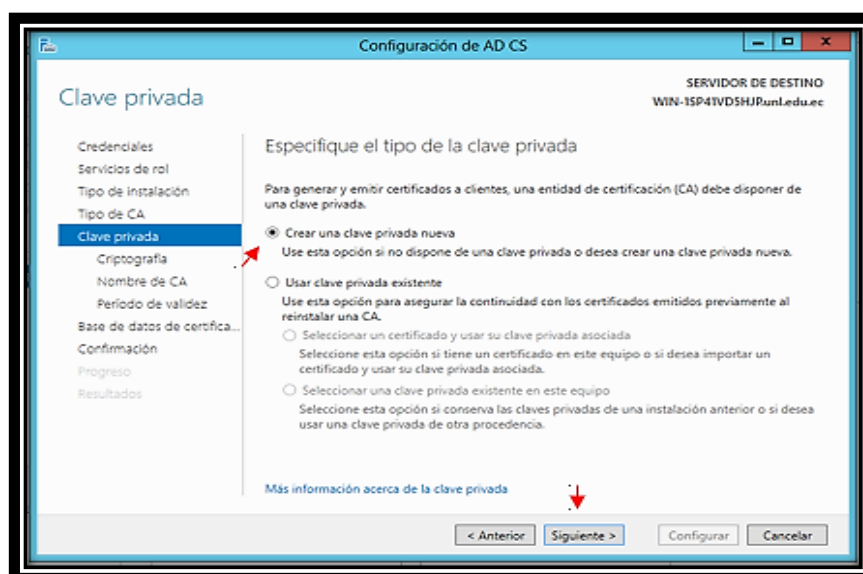 Configuración de AD CS
Clave privada
SERVIDOR DE DESTINO
WIN-1SP41VD5HJP.unl.edu.ec
Credenciales
Servicios de rol
Tipo de instalación
Tipo de CA
Clave privada
Criptografía
Nombre de CA
Período de validez
Base de datos de certifica...
Confirmación
Progreso
Resultados
Especifique el tipo de la clave privada
Para generar y emitir certificados a clientes, una entidad de certificación (CA) debe disponer de
una clave privada.
Crear una clave privada nueva
Use esta opción si no dispone de una clave privada o desea crear una clave privada nueva.
Usar clave privada existente
Use esta opción para asegurar la continuidad con los certificados emitidos previamente al
reinstalar una CA.
Seleccionar un certificado y usar su clave privada asociada
Seleccione esta opción si tiene un certificado en este equipo o si desea importar un
certificado y usar su clave privada asociada.
Seleccionar una clave privada existente en este equipo
Seleccione esta opción si conserva las claves privadas de una instalación anterior o si desea
usar una clave privada de otra procedencia.
Más información acerca de la clave privada
< Anterior
Siguiente >
Configurar
Cancelar